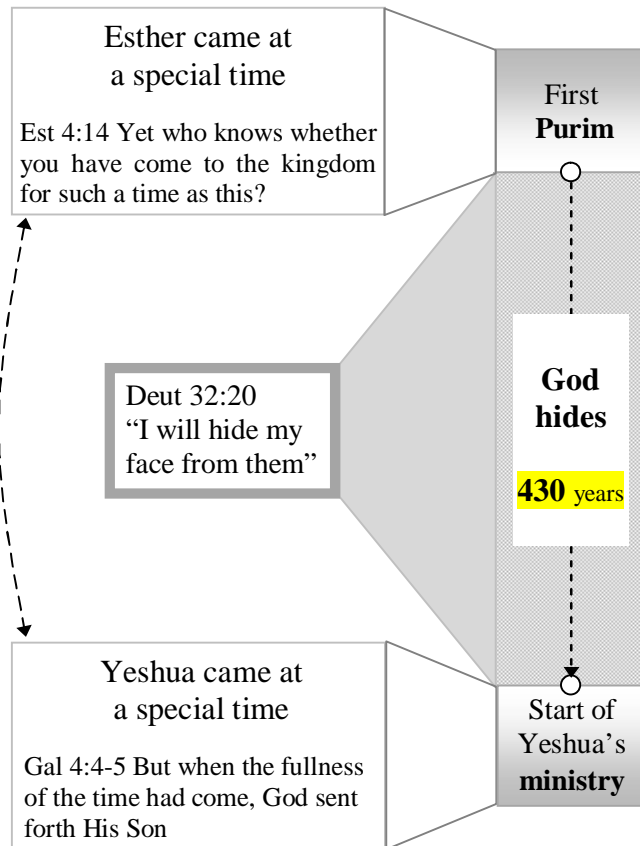 Esther came at
a special time
Est 4:14 Yet who knows whether
you have come to the kingdom
for such a time as this?
First
Purim
Deut 32:20
“I will hide my
face from them”
God
hides
430 years
Yeshua came at
a special time
Gal 4:4-5 But when the fullness
of the time had come, God sent
forth His Son
Start of
Yeshua’s
ministry